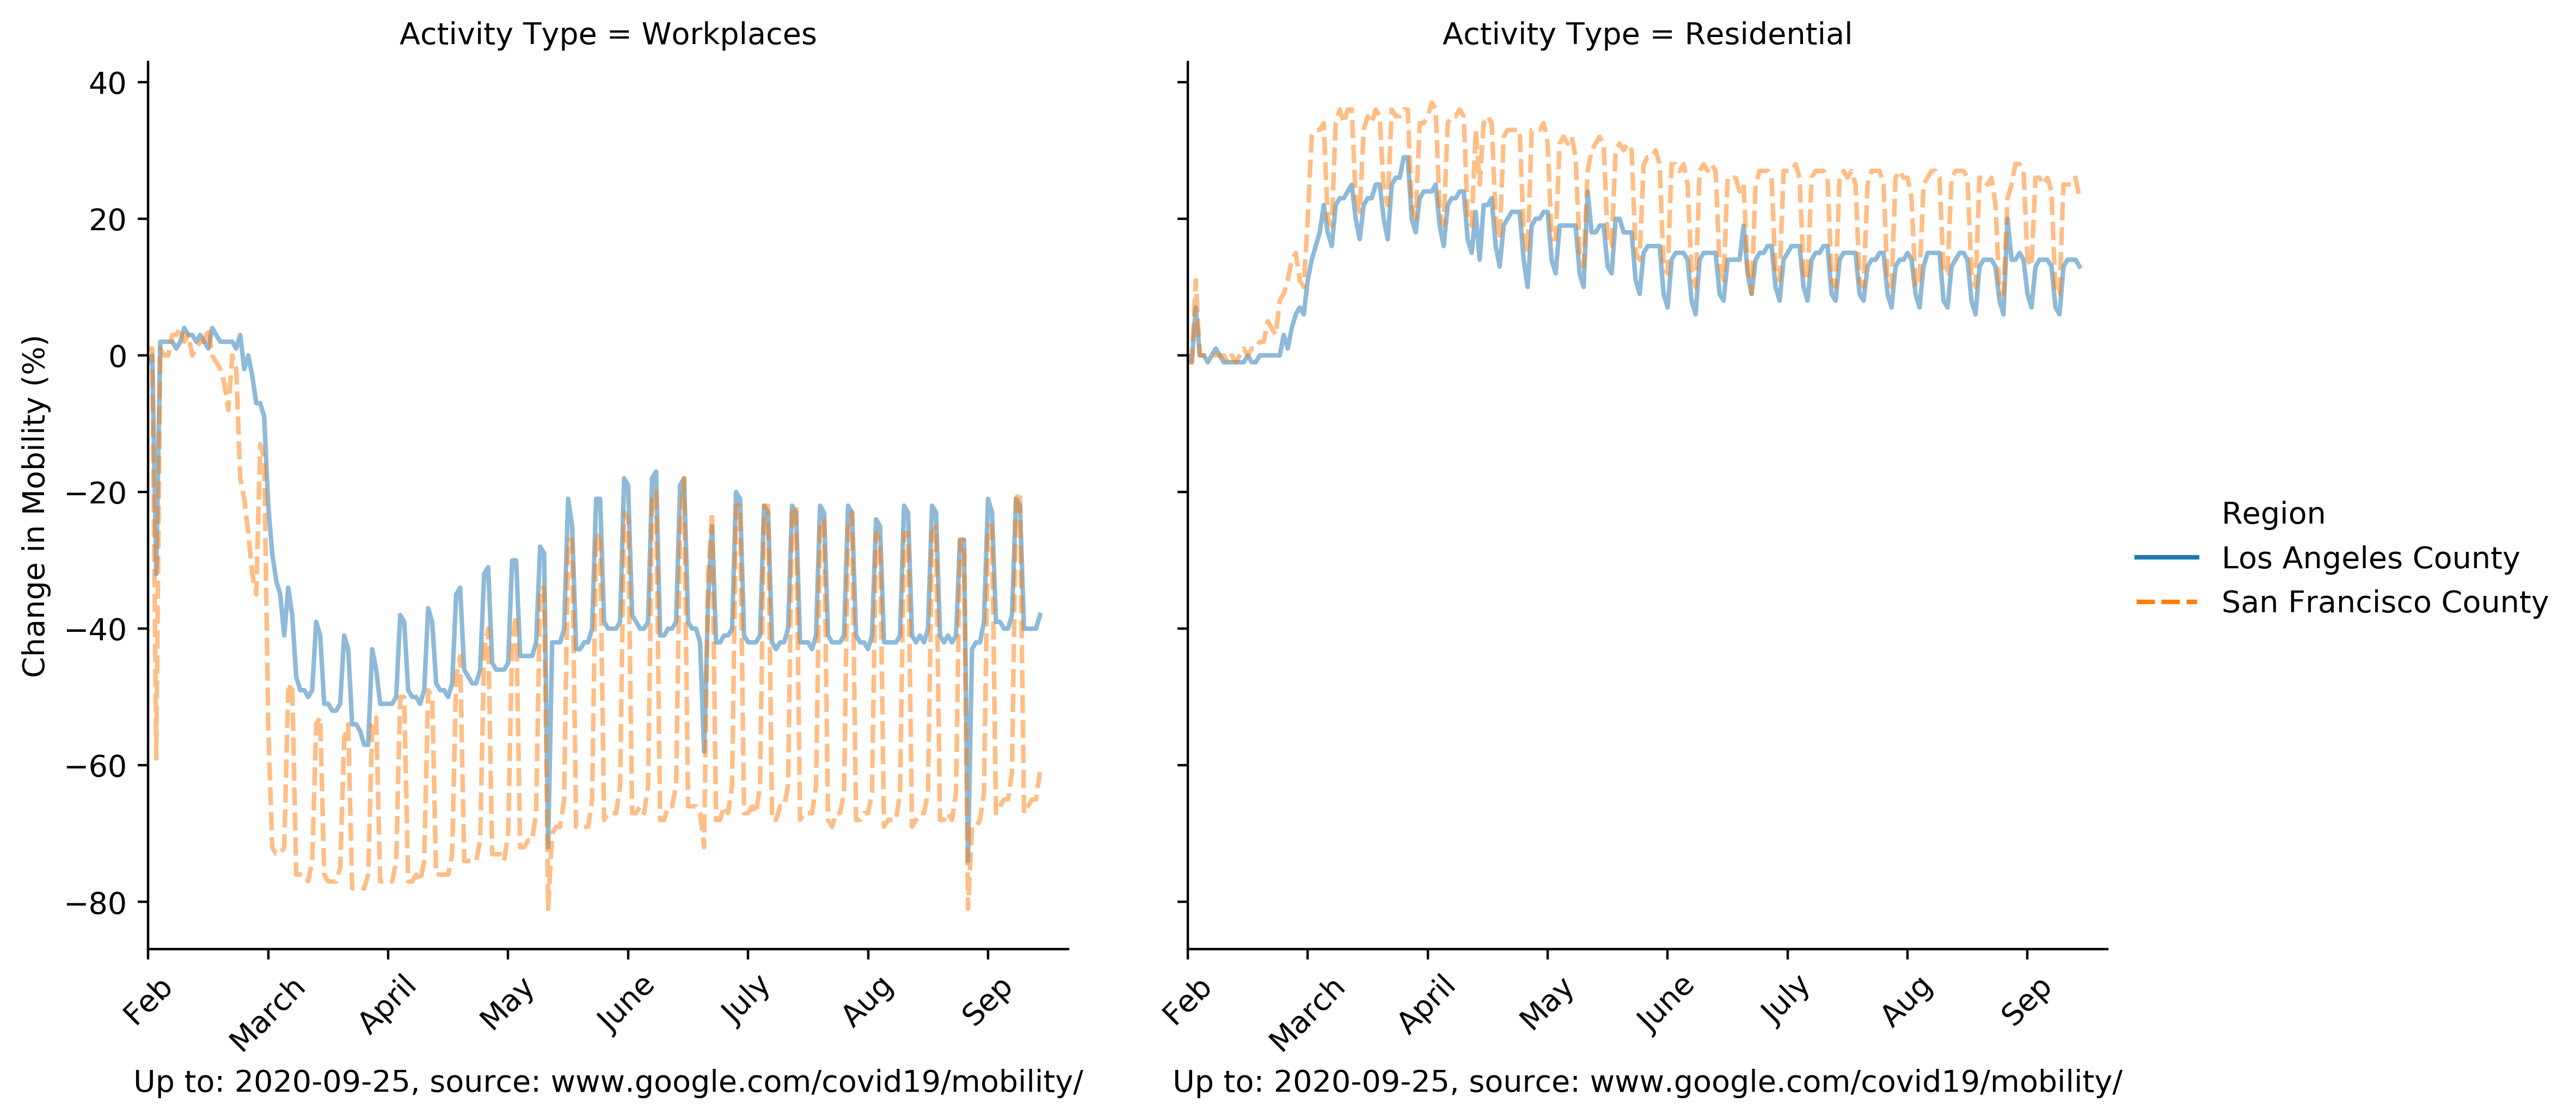 Activity Type = Workplaces
Activity Type = Residential
Change in Mobility (%)
40
20
0
−20
−40
−60
−80
Feb
March
April
May
June
July
Aug
Sep
Feb
March
April
May
June
July
Aug
Sep
Up to: 2020-09-25, source: www.google.com/covid19/mobility/
Up to: 2020-09-25, source: www.google.com/covid19/mobility/
Region
Los Angeles County
San Francisco County